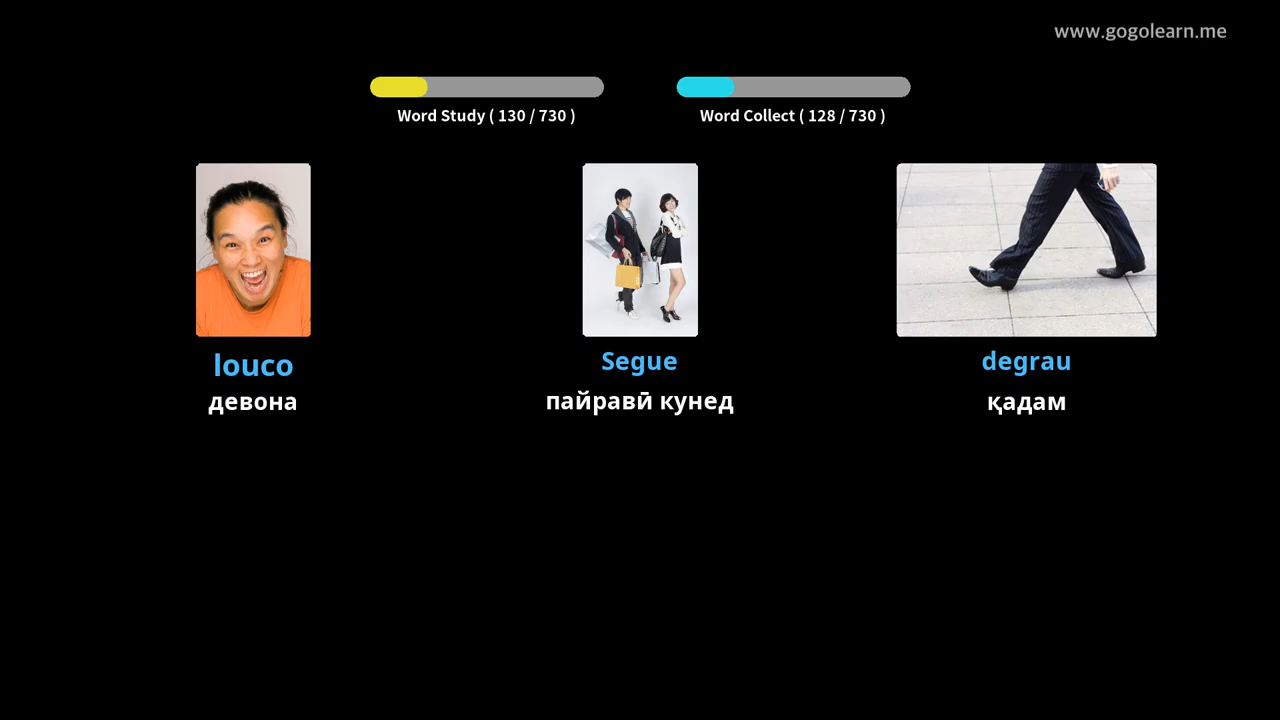 www.gogolearn.me
Word Study ( 130 / 730 )
Word Collect ( 128 / 730 )
louco
Segue
degrau
девона
пайравӣ кунед
қадам